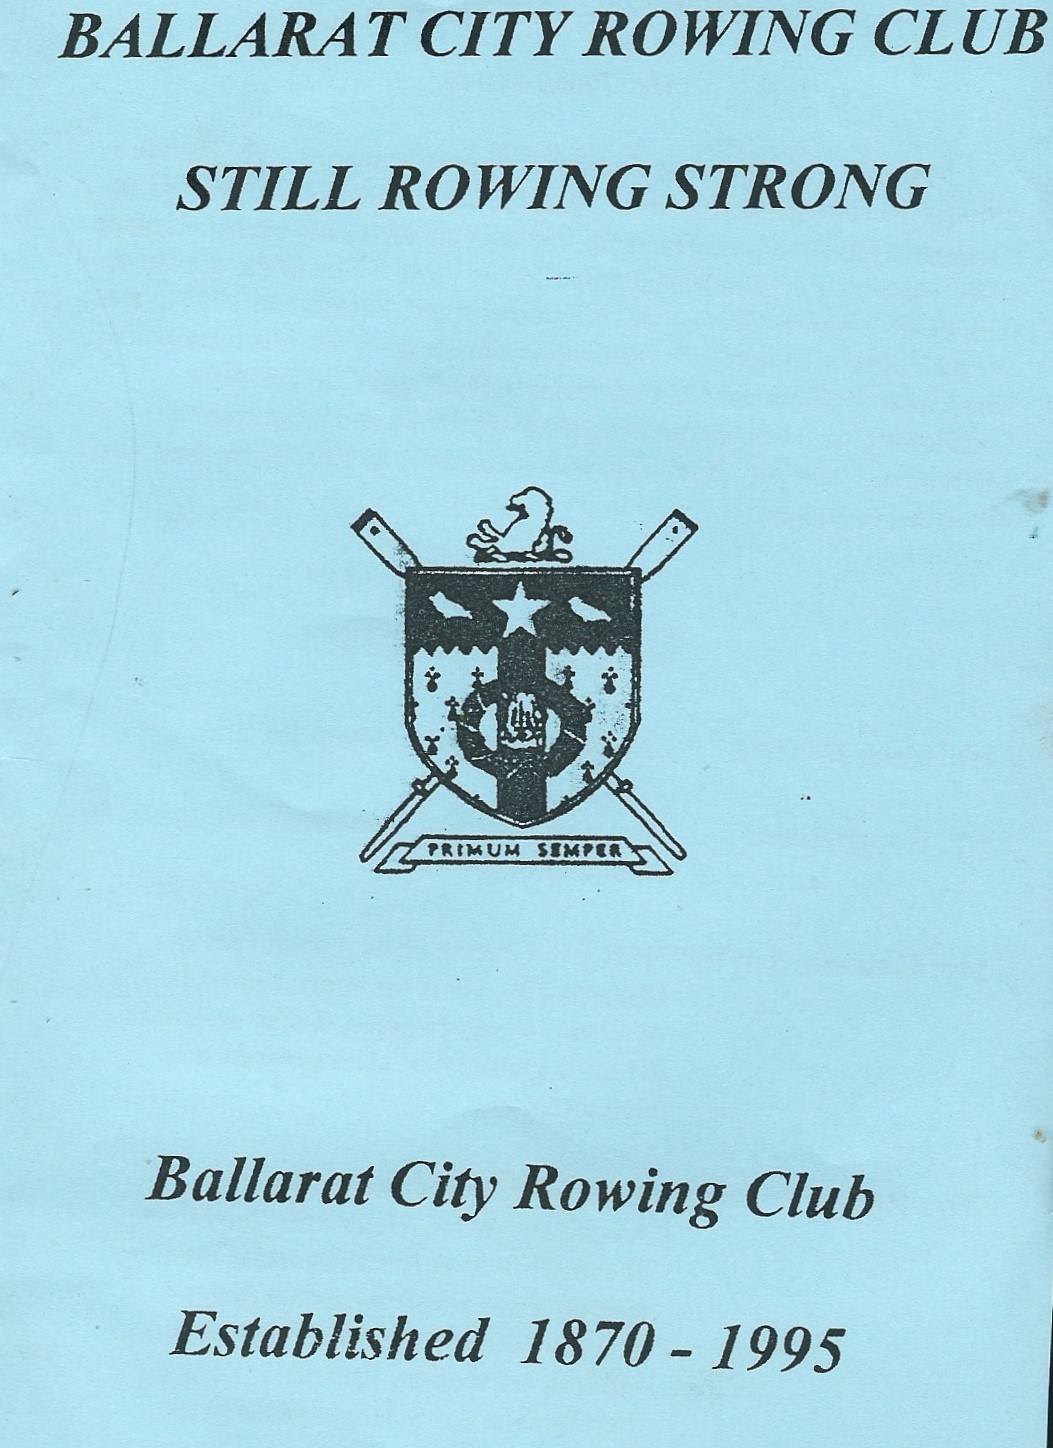 BALLARAT CITY ROWING CLUB
STILL ROWING STRONG
PRIMUM SEMPER
Ballarat City Rowing Club
Established 1870 - 1995